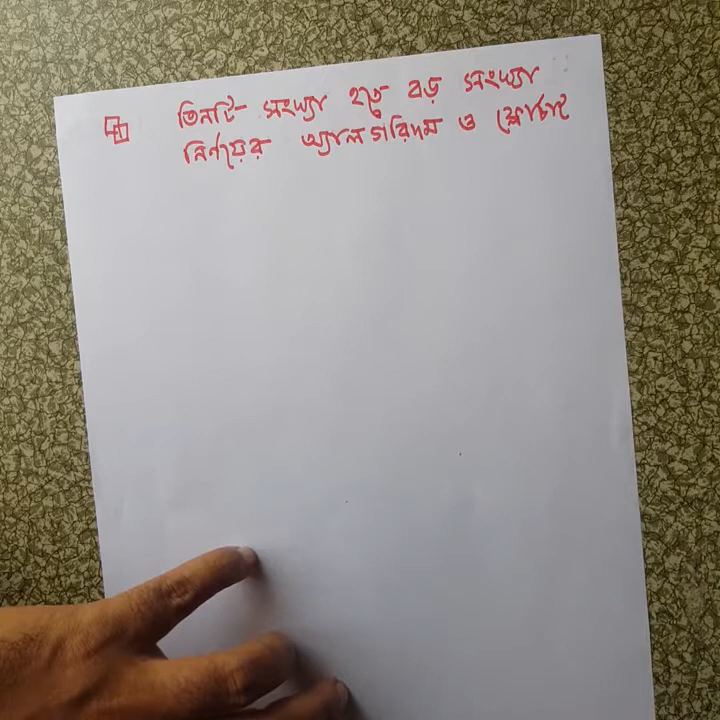 তিনটি সংখ্যা হতে বড় সংখ্যা
নির্ণয়ের অ্যালগরিদম ও ফ্লোচার্ট